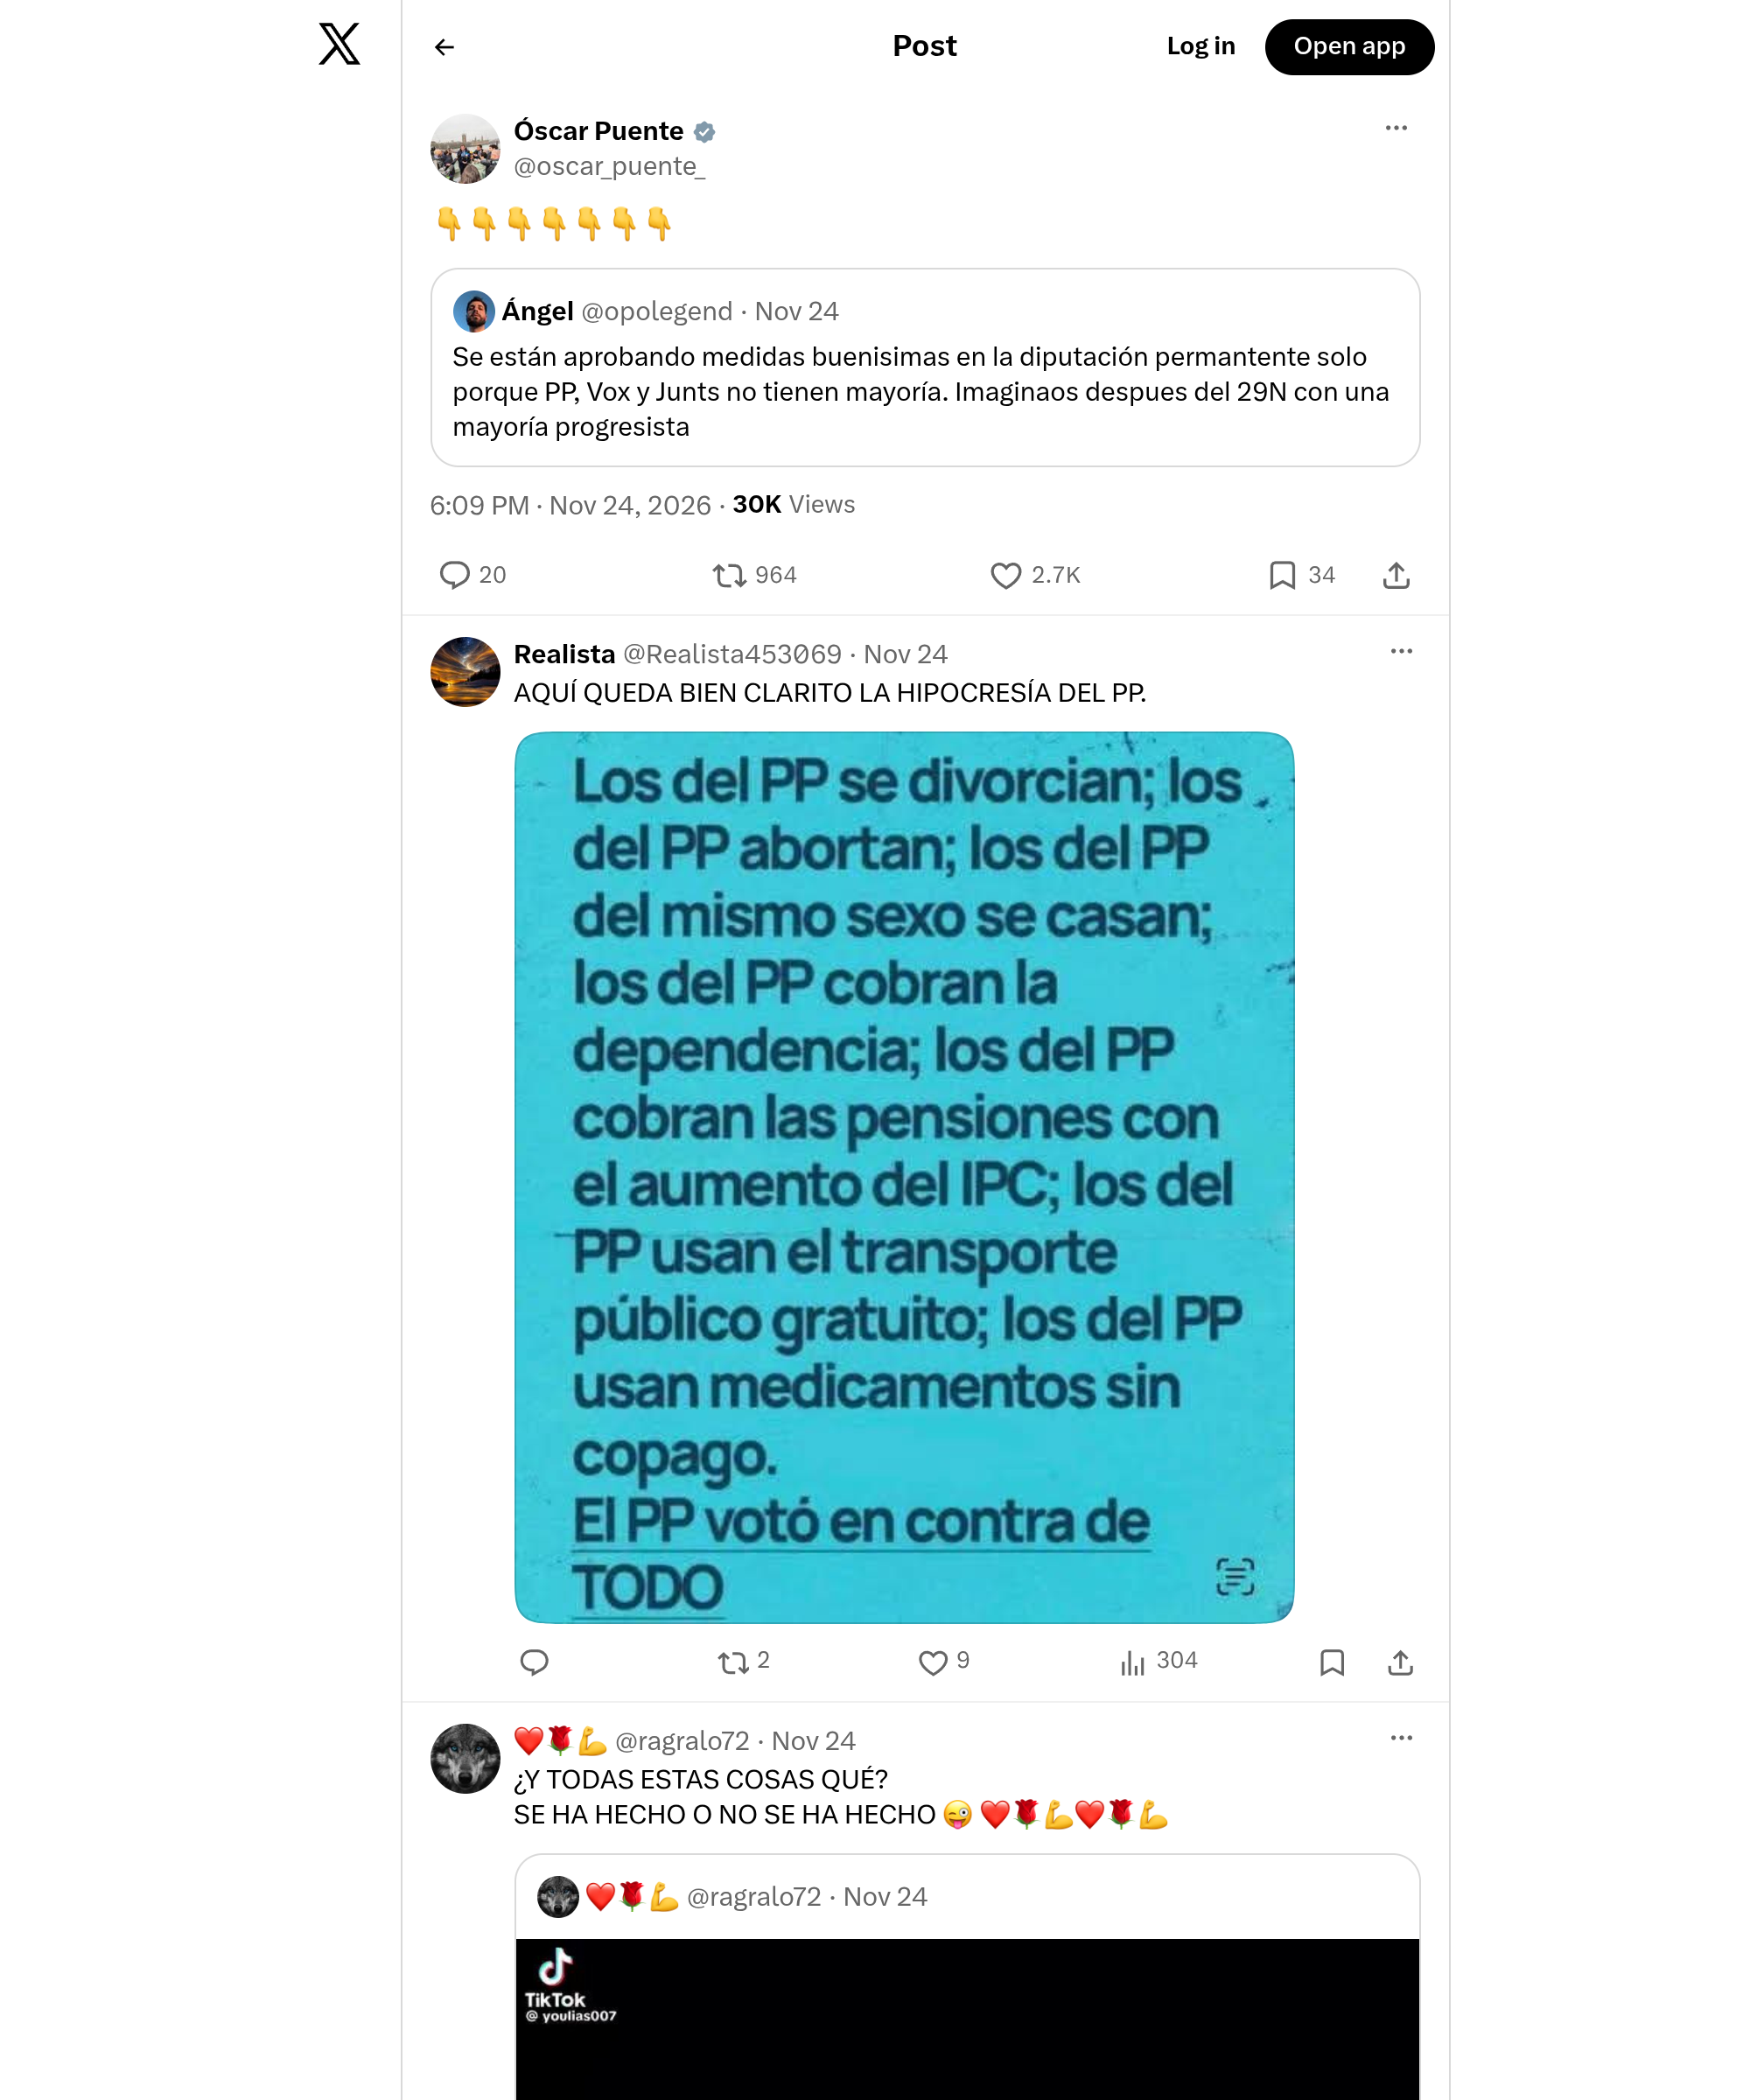 Post
Log in
Open app
Óscar Puente
@oscar_puente_
👇👇👇👇👇👇👇
Ángel @opolegend · Nov 24
Se están aprobando medidas buenisimas en la diputación permantente solo
porque PP, Vox y Junts no tienen mayoría. Imaginaos despues del 29N con una
mayoría progresista
6:09 PM · Nov 24, 2026 · 30K Views
20
964
2.7K
34
Realista @Realista453069 · Nov 24
AQUÍ QUEDA BIEN CLARITO LA HIPOCRESÍA DEL PP.
Los del PP se divorcian; los
del PP abortan; los del PP
del mismo sexo se casan;
los del PP cobran la
dependencia; los del PP
cobran las pensiones con
el aumento del IPC; los del
PP usan el transporte
público gratuito; los del PP
usan medicamentos sin
copago.
El PP votó en contra de
TODO
2
9
304
❤️🌹💪 @ragralo72 · Nov 24
¿Y TODAS ESTAS COSAS QUÉ?
SE HA HECHO O NO SE HA HECHO 😜 ❤️🌹💪❤️🌹💪
❤️🌹💪 @ragralo72 · Nov 24
TikTok
@ youlias007